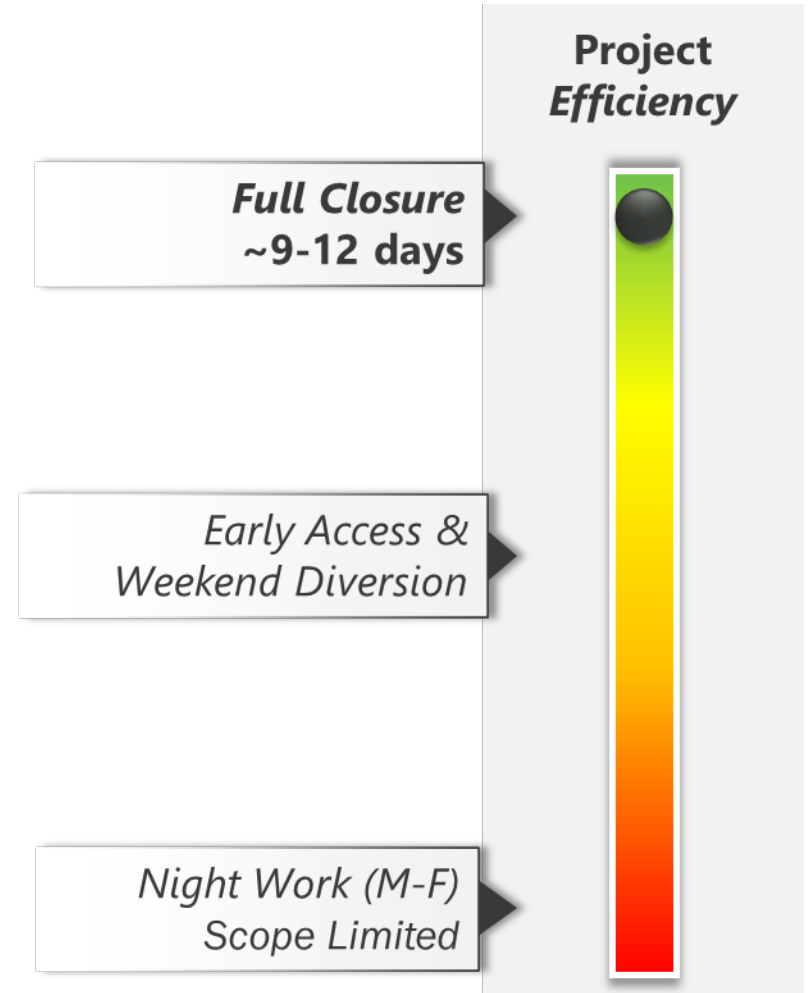 Project
Efficiency
Full Closure
~9-12 days
Early Access &
Weekend Diversion
Night Work (M-F)
Scope Limited